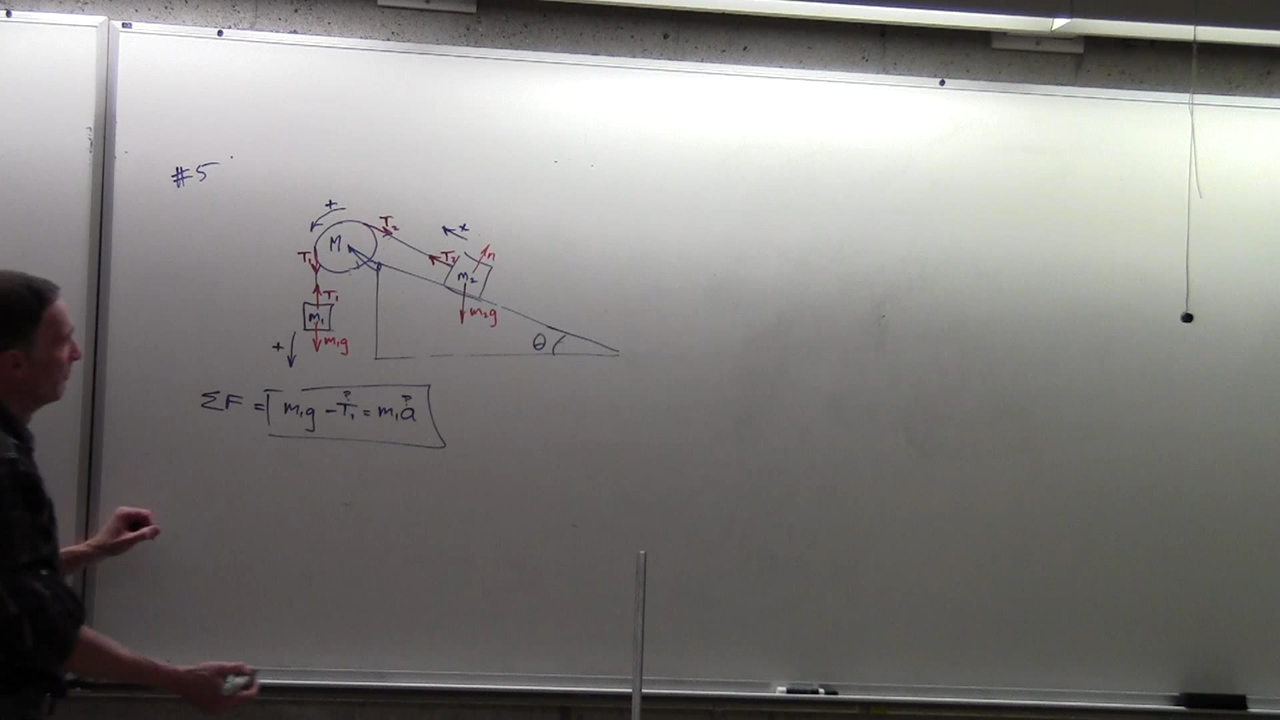 #5
+
T₂
x
M
T₁
T₂
n
m₂
T₁
m₁
m₂g
+
m₁g
θ
ΣF = m₁g - T₁ = m₁a
? ?